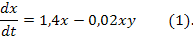 dx/dt = 1,4x − 0,02xy (1).